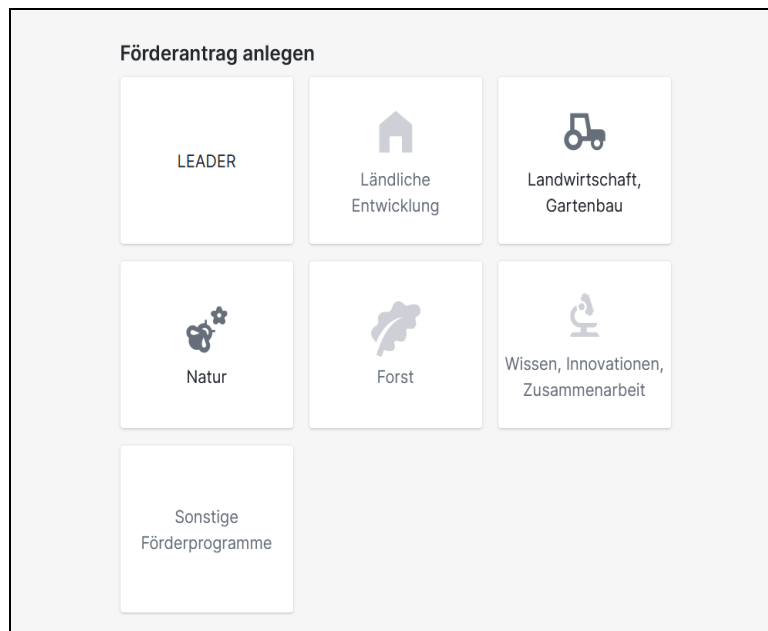 Förderantrag anlegen
LEADER
Ländliche
Entwicklung
Landwirtschaft,
Gartenbau
Natur
Forst
Wissen, Innovationen,
Zusammenarbeit
Sonstige
Förderprogramme